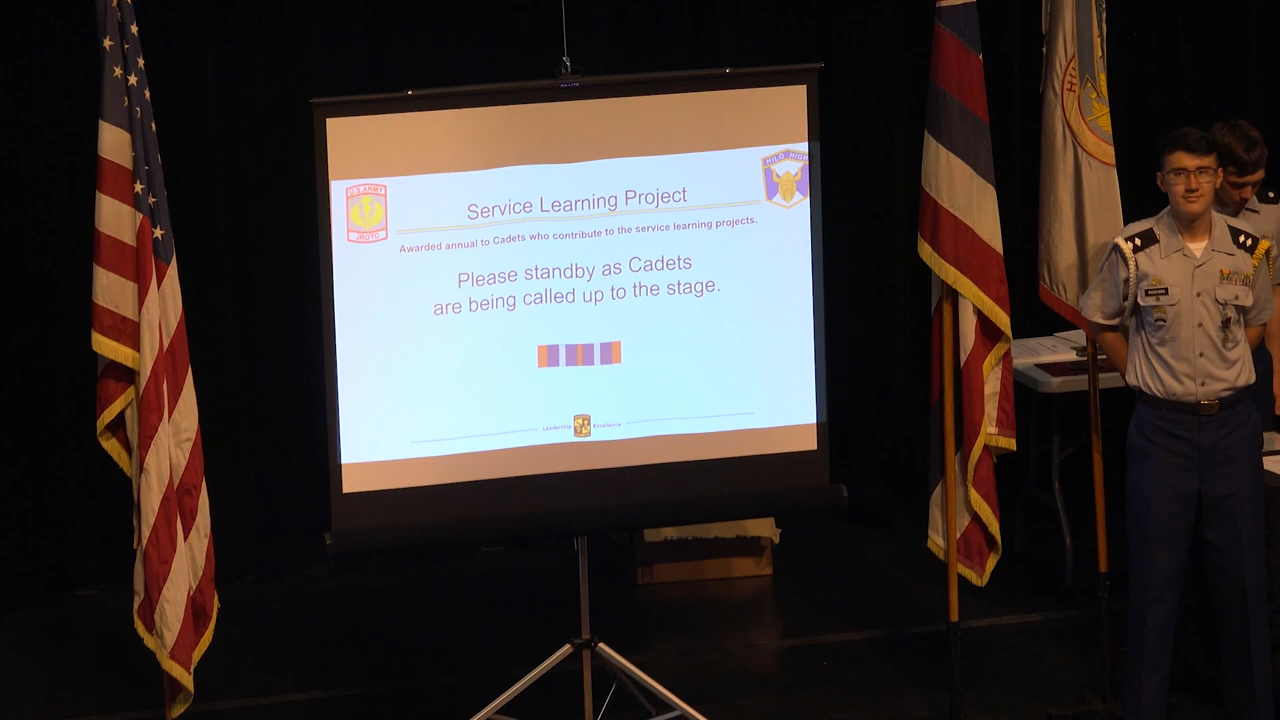 U.S. ARMY
JROTC
HILO HIGH
Service Learning Project
Awarded annual to Cadets who contribute to the service learning projects.
Please standby as Cadets
are being called up to the stage.
Leadership
Excellence